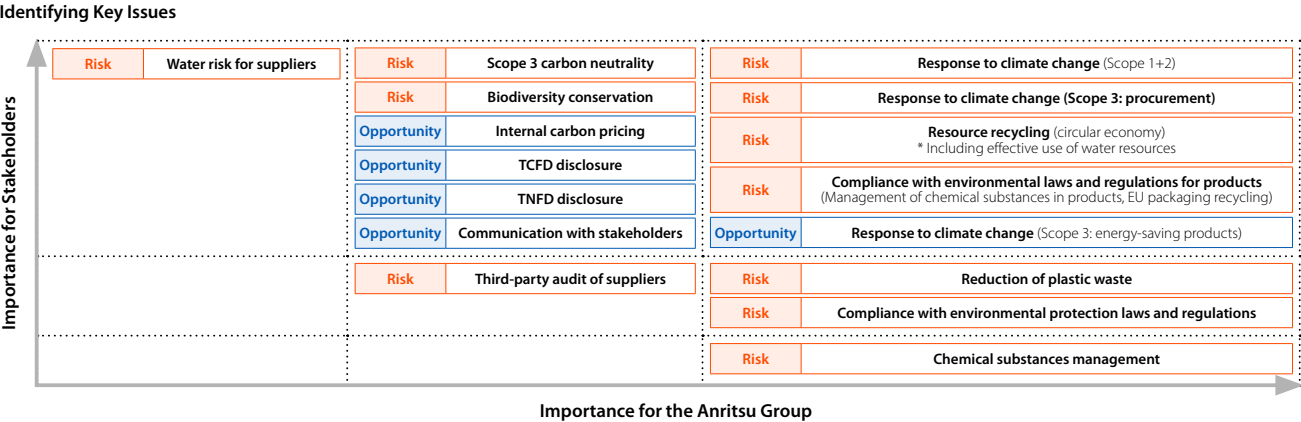 Identifying Key Issues
Importance for Stakeholders
Risk Water risk for suppliers
Risk Scope 3 carbon neutrality
Risk Biodiversity conservation
Opportunity Internal carbon pricing
Opportunity TCFD disclosure
Opportunity TNFD disclosure
Opportunity Communication with stakeholders
Risk Response to climate change (Scope 1+2)
Risk Response to climate change (Scope 3: procurement)
Risk Resource recycling (circular economy)
* Including effective use of water resources
Risk Compliance with environmental laws and regulations for products
(Management of chemical substances in products, EU packaging recycling)
Opportunity Response to climate change (Scope 3: energy-saving products)
Risk Third-party audit of suppliers
Risk Reduction of plastic waste
Risk Compliance with environmental protection laws and regulations
Risk Chemical substances management
Importance for the Anritsu Group